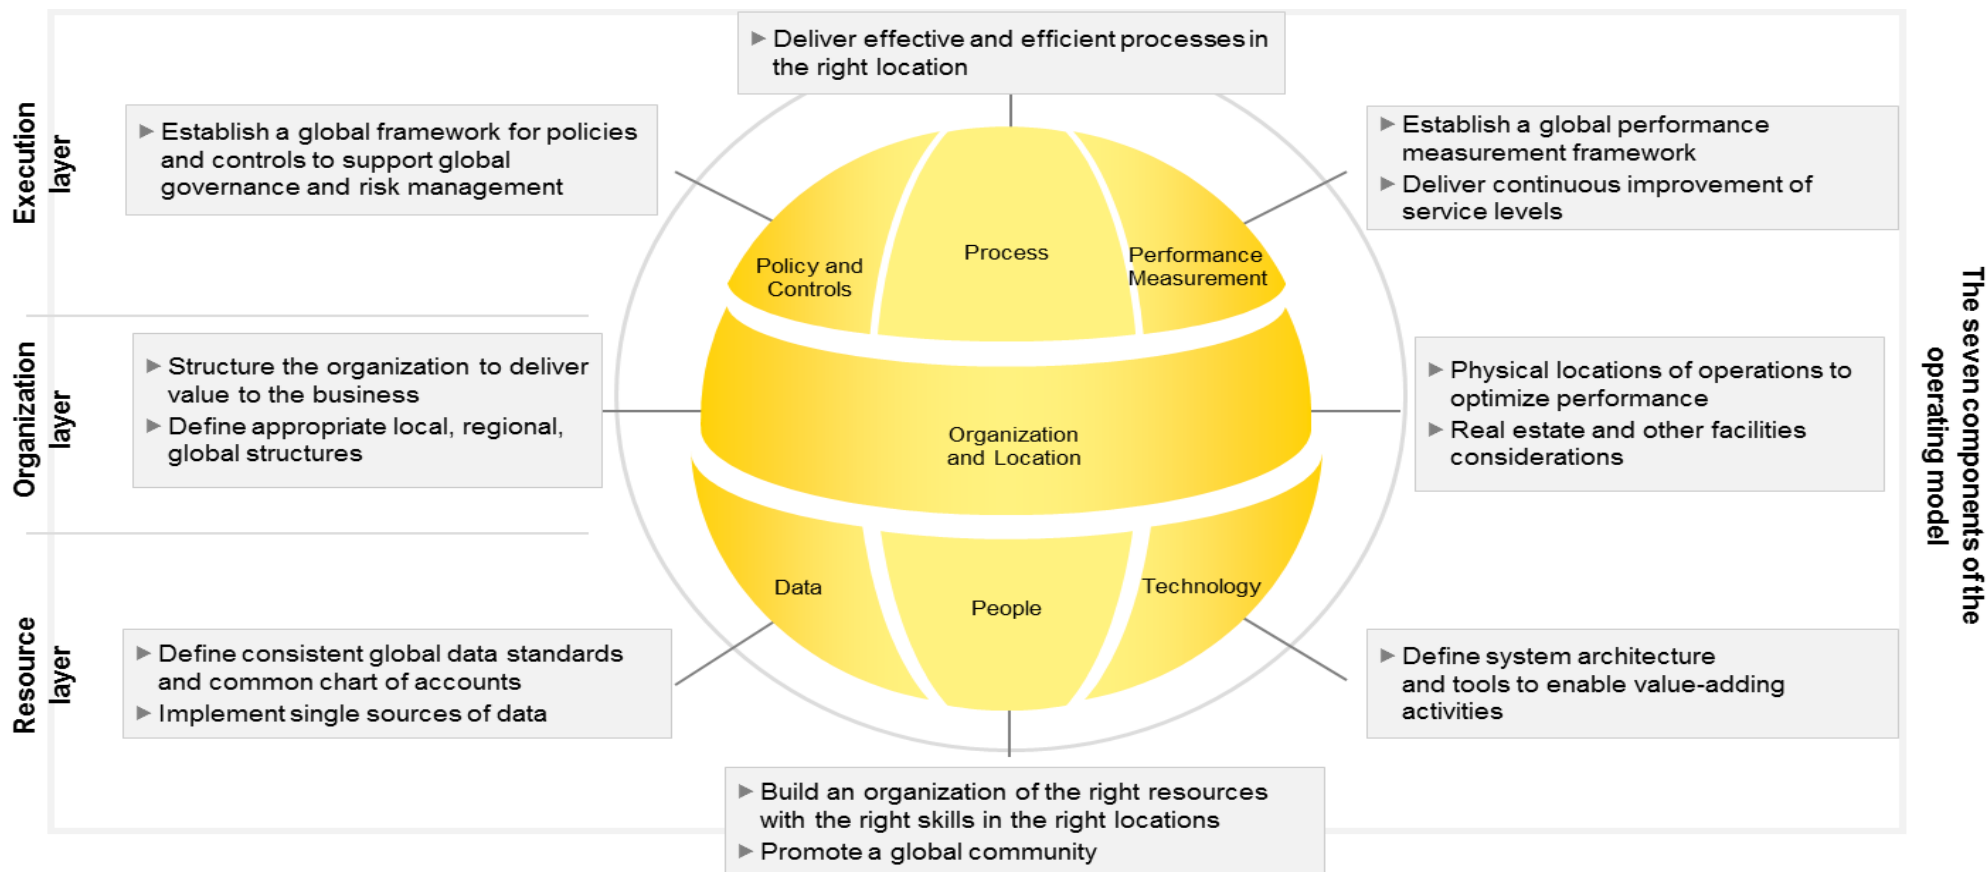 Deliver effective and efficient processes in
the right location
Execution
layer
Establish a global framework for policies
and controls to support global
governance and risk management
Establish a global performance
measurement framework
Deliver continuous improvement of
service levels
Policy and
Controls
Process
Performance
Measurement
Organization
layer
Structure the organization to deliver
value to the business
Define appropriate local, regional,
global structures
Organization
and Location
Physical locations of operations to
optimize performance
Real estate and other facilities
considerations
The seven components of the
operating model
Resource
layer
Define consistent global data standards
and common chart of accounts
Implement single sources of data
Data
People
Technology
Define system architecture
and tools to enable value-adding
activities
Build an organization of the right resources
with the right skills in the right locations
Promote a global community